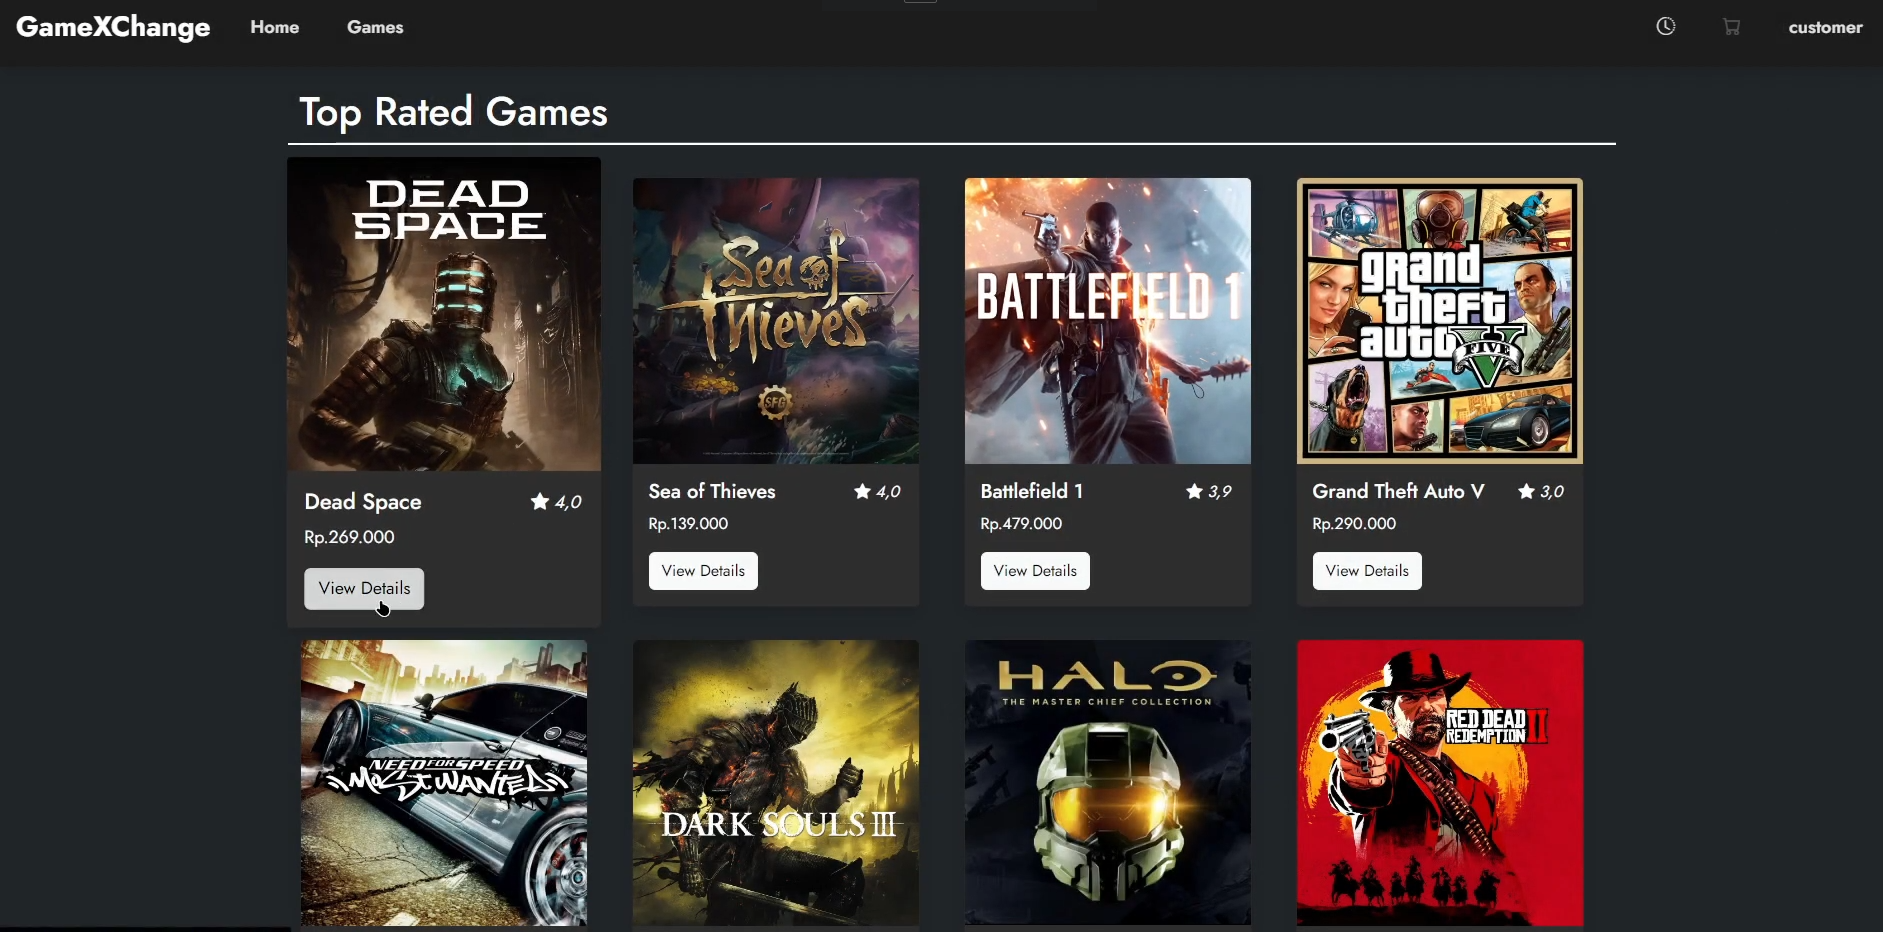 GameXChange
Home
Games
customer
Top Rated Games
DEAD
SPACE
Sea of
Thieves
SFG
BATTLEFIELD 1
grand
theft
auto V
FIVE
Dead Space
4,0
Rp.269.000
View Details
Sea of Thieves
4,0
Rp.139.000
View Details
Battlefield 1
3,9
Rp.479.000
View Details
Grand Theft Auto V
3,0
Rp.290.000
View Details
NEED FOR SPEED
MOST WANTED
DARK SOULS III
HALO
THE MASTER CHIEF COLLECTION
RED DEAD
REDEMPTION II